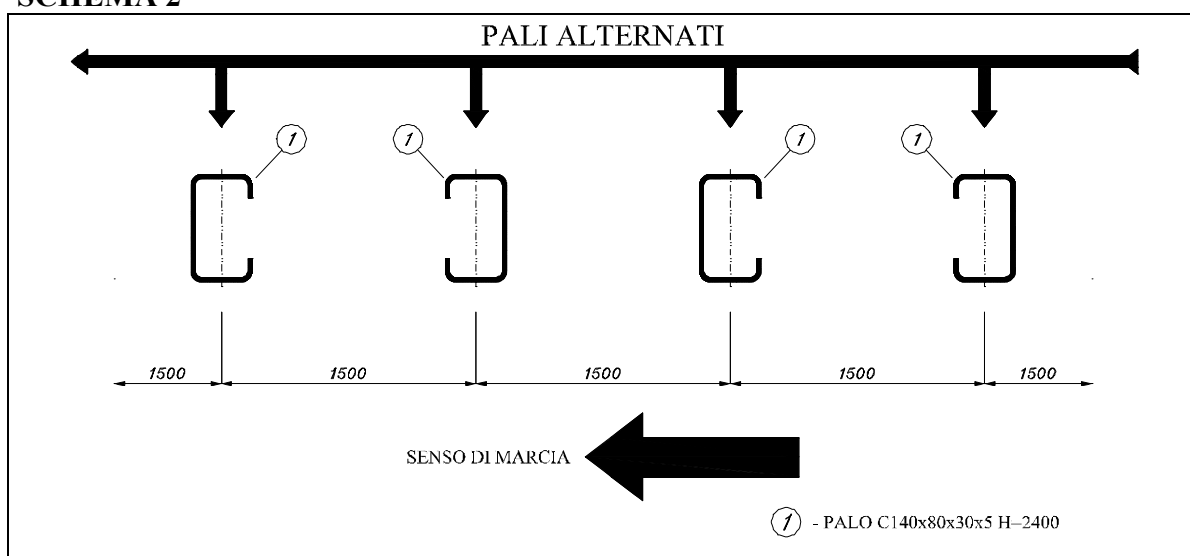 SCHEMA 2
PALI ALTERNATI
1 1 1 1
1500 1500 1500 1500 1500
SENSO DI MARCIA
1 - PALO C140x80x30x5 H–2400